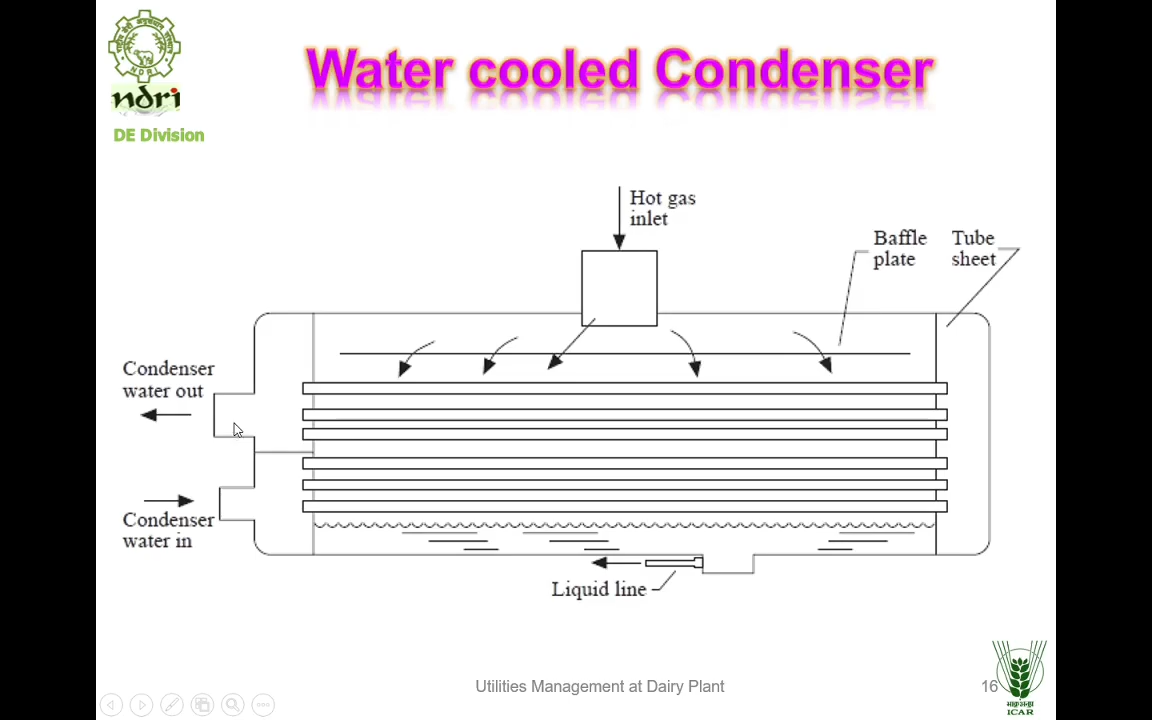 Water cooled Condenser
NDRI
ndri
DE Division
Hot gas
inlet
Baffle
plate
Tube
sheet
Condenser
water out
Condenser
water in
Liquid line
Utilities Management at Dairy Plant
16
ICAR